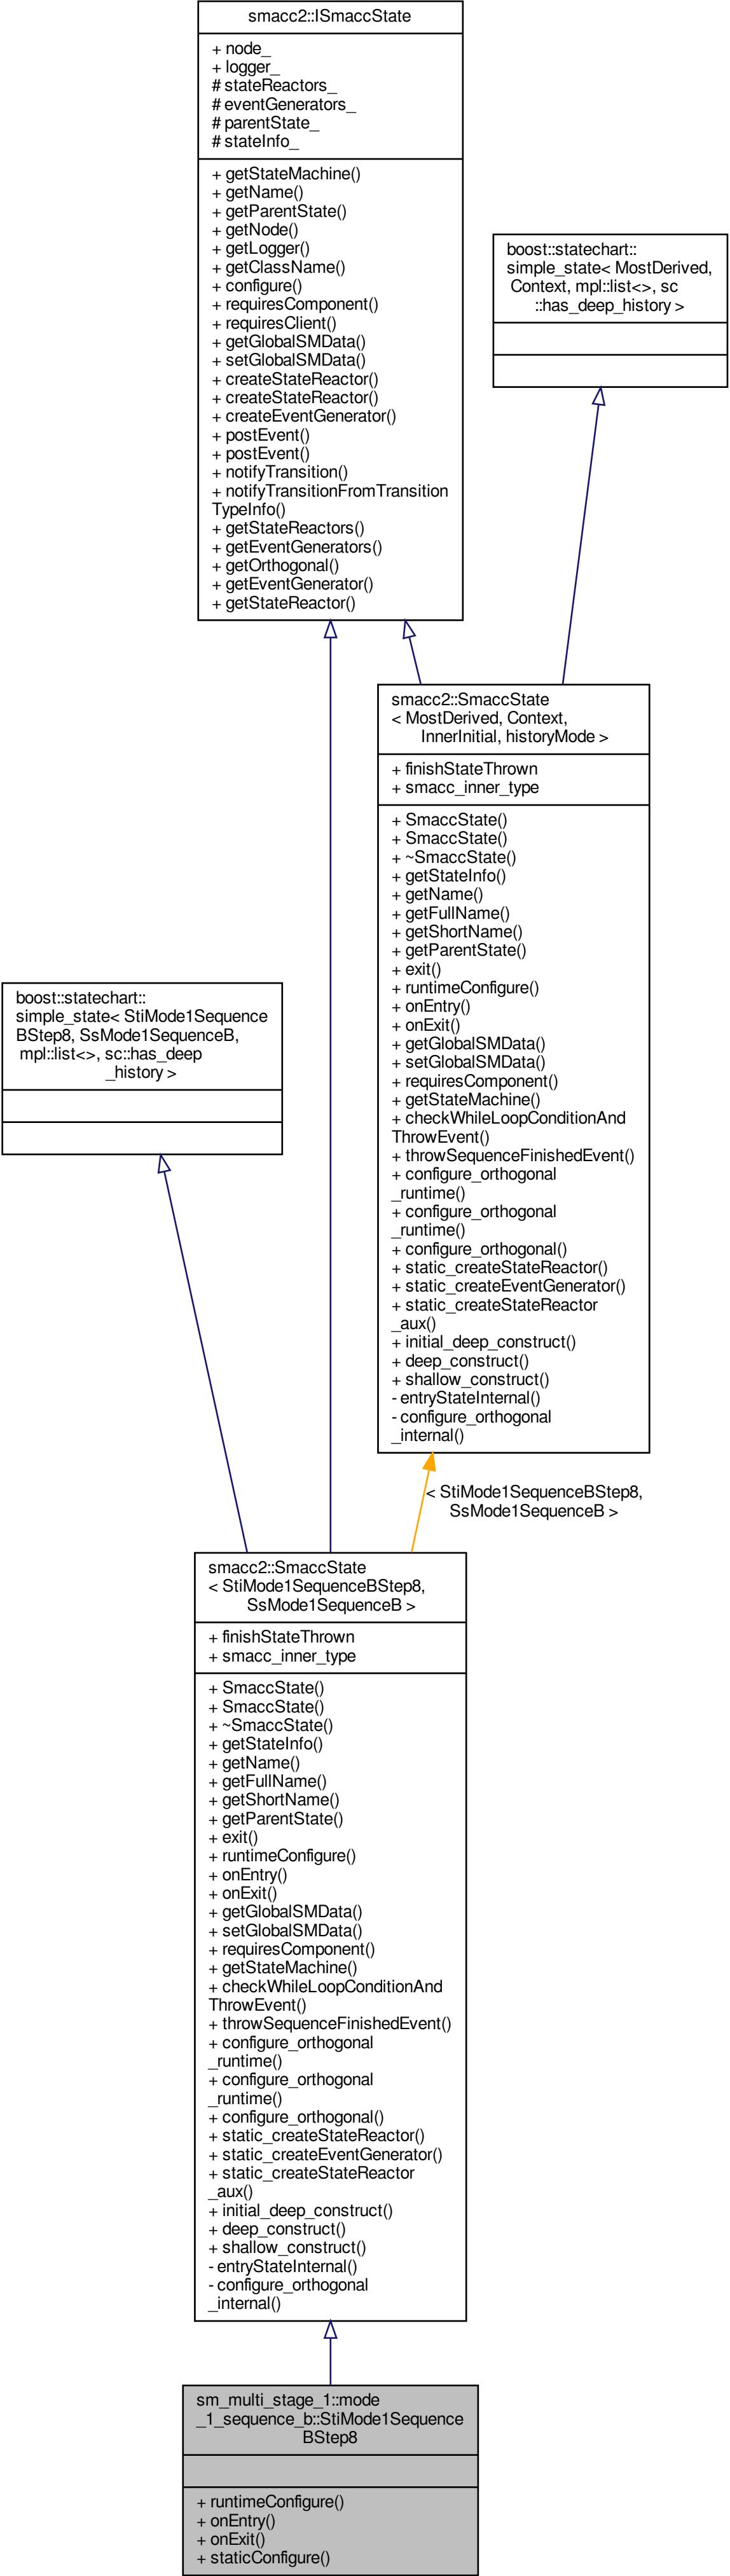 smacc2::ISmaccState
+ node_
+ logger_
# stateReactors_
# eventGenerators_
# parentState_
# stateInfo_
+ getStateMachine()
+ getName()
+ getParentState()
+ getNode()
+ getLogger()
+ getClassName()
+ configure()
+ requiresComponent()
+ requiresClient()
+ getGlobalSMData()
+ setGlobalSMData()
+ createStateReactor()
+ createStateReactor()
+ createEventGenerator()
+ postEvent()
+ postEvent()
+ notifyTransition()
+ notifyTransitionFromTransition
TypeInfo()
+ getStateReactors()
+ getEventGenerators()
+ getOrthogonal()
+ getEventGenerator()
+ getStateReactor()
boost::statechart::
simple_state< MostDerived,
Context, mpl::list<>, sc
::has_deep_history >
smacc2::SmaccState
< MostDerived, Context,
InnerInitial, historyMode >
+ finishStateThrown
+ smacc_inner_type
+ SmaccState()
+ SmaccState()
+ ~SmaccState()
+ getStateInfo()
+ getName()
+ getFullName()
+ getShortName()
+ getParentState()
+ exit()
+ runtimeConfigure()
+ onEntry()
+ onExit()
+ getGlobalSMData()
+ setGlobalSMData()
+ requiresComponent()
+ getStateMachine()
+ checkWhileLoopConditionAnd
ThrowEvent()
+ throwSequenceFinishedEvent()
+ configure_orthogonal
_runtime()
+ configure_orthogonal
_runtime()
+ configure_orthogonal()
+ static_createStateReactor()
+ static_createEventGenerator()
+ static_createStateReactor
_aux()
+ initial_deep_construct()
+ deep_construct()
+ shallow_construct()
- entryStateInternal()
- configure_orthogonal
_internal()
boost::statechart::
simple_state< StiMode1Sequence
BStep8, SsMode1SequenceB,
mpl::list<>, sc::has_deep
_history >
< StiMode1SequenceBStep8,
SsMode1SequenceB >
smacc2::SmaccState
< StiMode1SequenceBStep8,
SsMode1SequenceB >
+ finishStateThrown
+ smacc_inner_type
+ SmaccState()
+ SmaccState()
+ ~SmaccState()
+ getStateInfo()
+ getName()
+ getFullName()
+ getShortName()
+ getParentState()
+ exit()
+ runtimeConfigure()
+ onEntry()
+ onExit()
+ getGlobalSMData()
+ setGlobalSMData()
+ requiresComponent()
+ getStateMachine()
+ checkWhileLoopConditionAnd
ThrowEvent()
+ throwSequenceFinishedEvent()
+ configure_orthogonal
_runtime()
+ configure_orthogonal
_runtime()
+ configure_orthogonal()
+ static_createStateReactor()
+ static_createEventGenerator()
+ static_createStateReactor
_aux()
+ initial_deep_construct()
+ deep_construct()
+ shallow_construct()
- entryStateInternal()
- configure_orthogonal
_internal()
sm_multi_stage_1::mode
_1_sequence_b::StiMode1Sequence
BStep8
+ runtimeConfigure()
+ onEntry()
+ onExit()
+ staticConfigure()